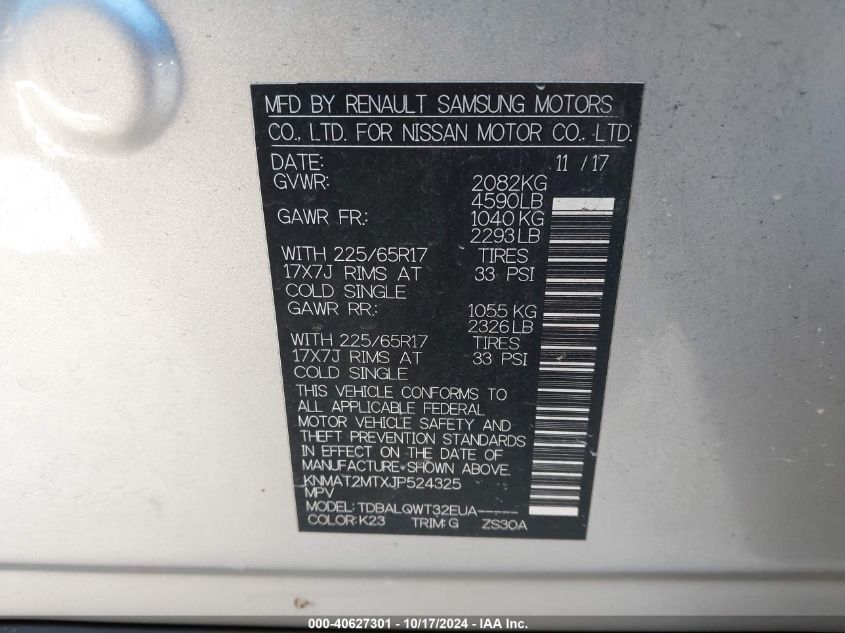 MFD BY RENAULT SAMSUNG MOTORS
CO., LTD. FOR NISSAN MOTOR CO., LTD.
DATE: 11 / 17
GVWR: 2082KG
4590LB
GAWR FR.: 1040 KG
2293 LB
WITH 225/65R17 TIRES
17X7J RIMS AT 33 PSI
COLD SINGLE
GAWR RR.: 1055 KG
2326 LB
WITH 225/65R17 TIRES
17X7J RIMS AT 33 PSI
COLD SINGLE
THIS VEHICLE CONFORMS TO
ALL APPLICABLE FEDERAL
MOTOR VEHICLE SAFETY AND
THEFT PREVENTION STANDARDS
IN EFFECT ON THE DATE OF
MANUFACTURE SHOWN ABOVE.
KNMAT2MTXJP524325
MPV
MODEL: TDBALQWT32EUA-----
COLOR: K23 TRIM: G ZS30A
000-40627301 - 10/17/2024 - IAA Inc.